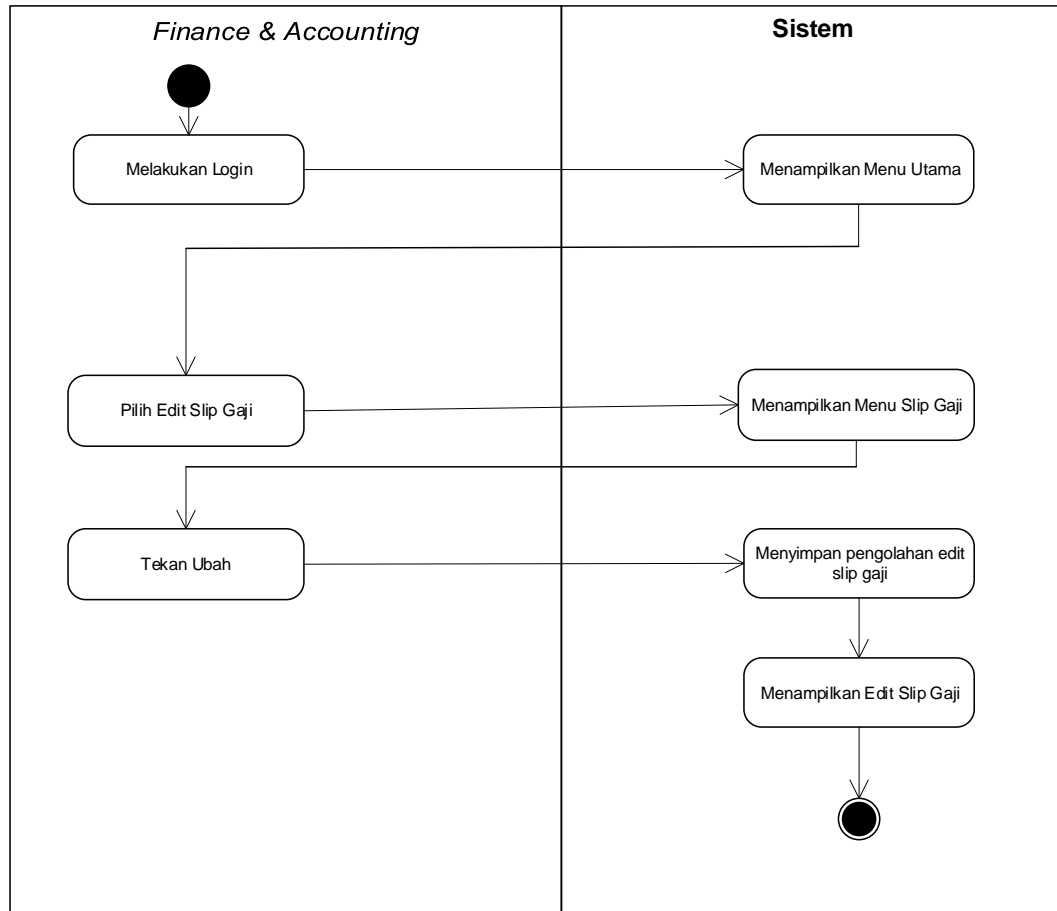 Finance & Accounting
Sistem
Melakukan Login
Menampilkan Menu Utama
Pilih Edit Slip Gaji
Menampilkan Menu Slip Gaji
Tekan Ubah
Menyimpan pengolahan edit
slip gaji
Menampilkan Edit Slip Gaji